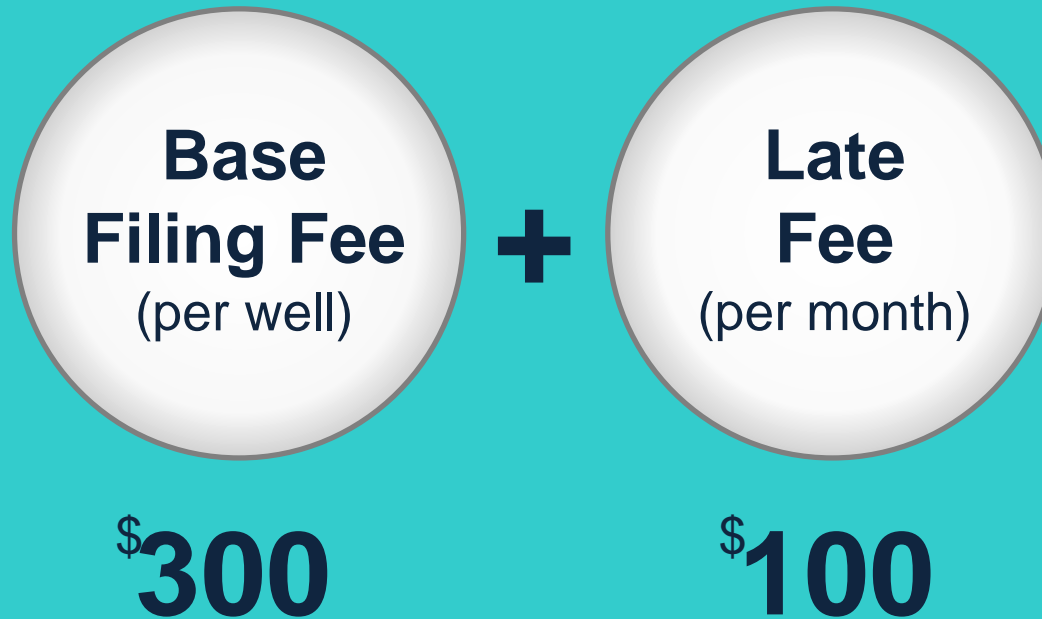 Base
Filing Fee
(per well)
+
Late
Fee
(per month)
$300
$100